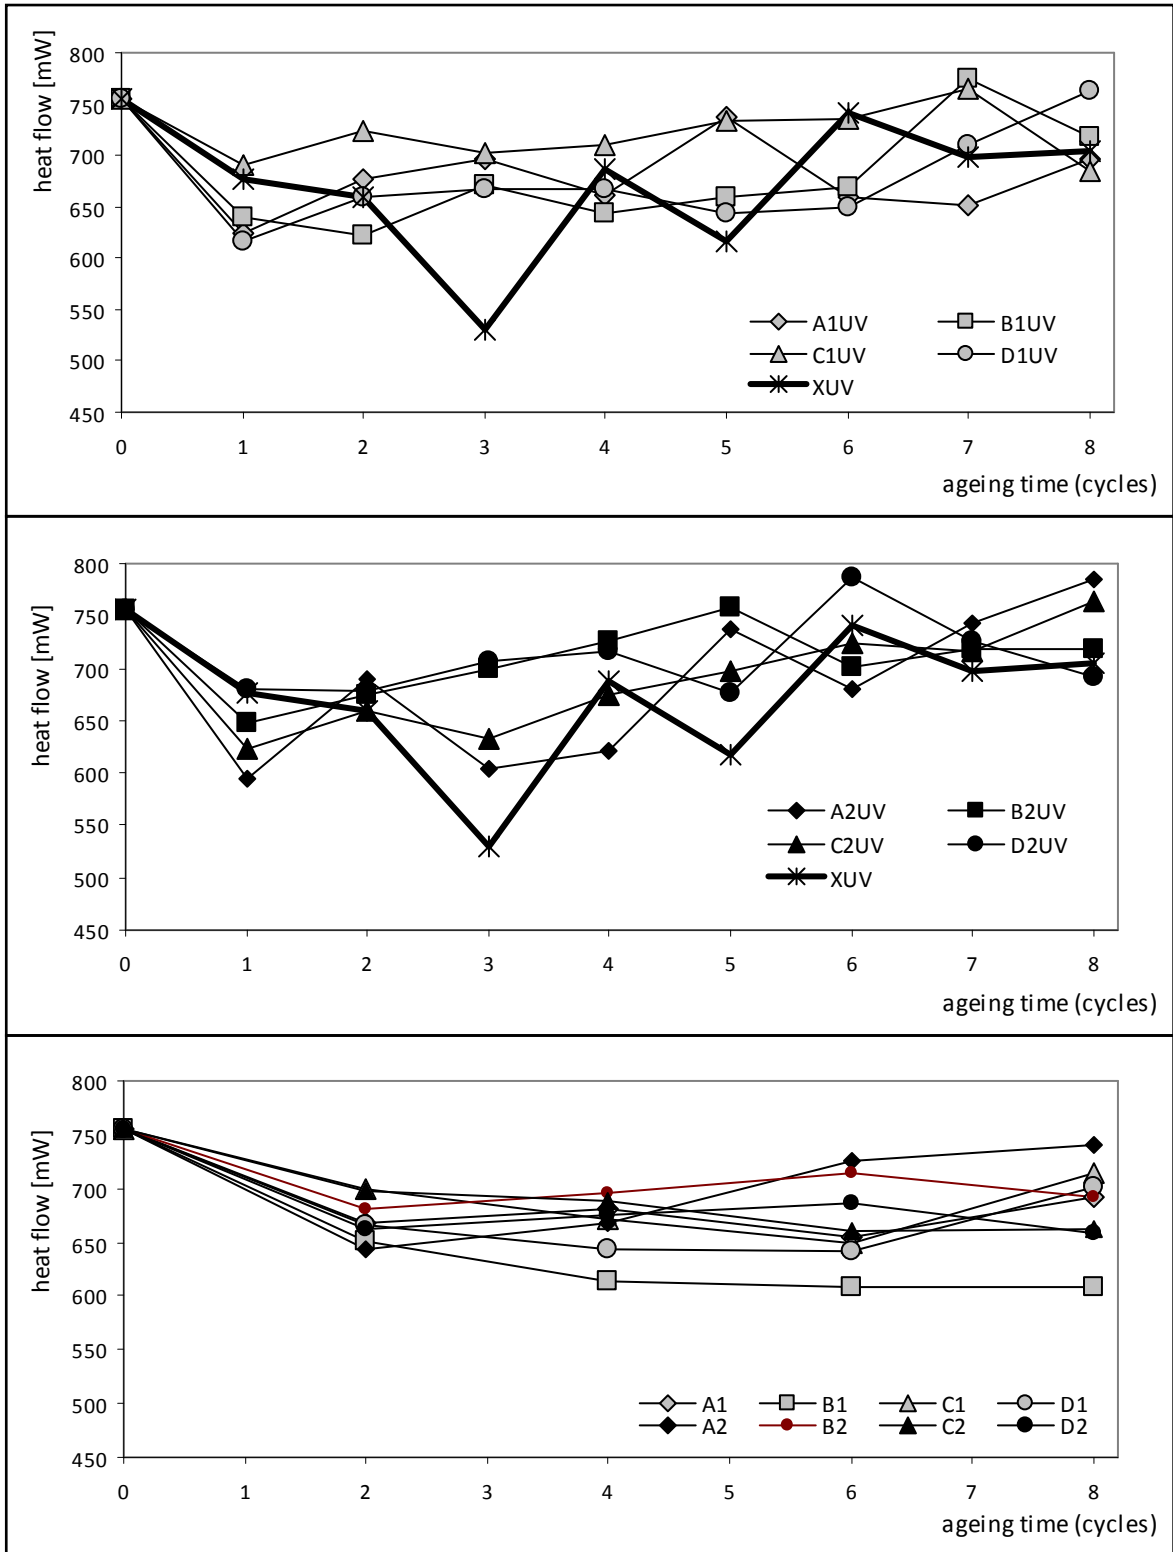 heat flow [mW]
800
750
700
650
600
550
500
450
0 1 2 3 4 5 6 7 8
ageing time (cycles)
A1UV B1UV
C1UV D1UV
XUV
heat flow [mW]
800
750
700
650
600
550
500
450
0 1 2 3 4 5 6 7 8
ageing time (cycles)
A2UV B2UV
C2UV D2UV
XUV
heat flow [mW]
800
750
700
650
600
550
500
450
0 1 2 3 4 5 6 7 8
ageing time (cycles)
A1 B1 C1 D1
A2 B2 C2 D2